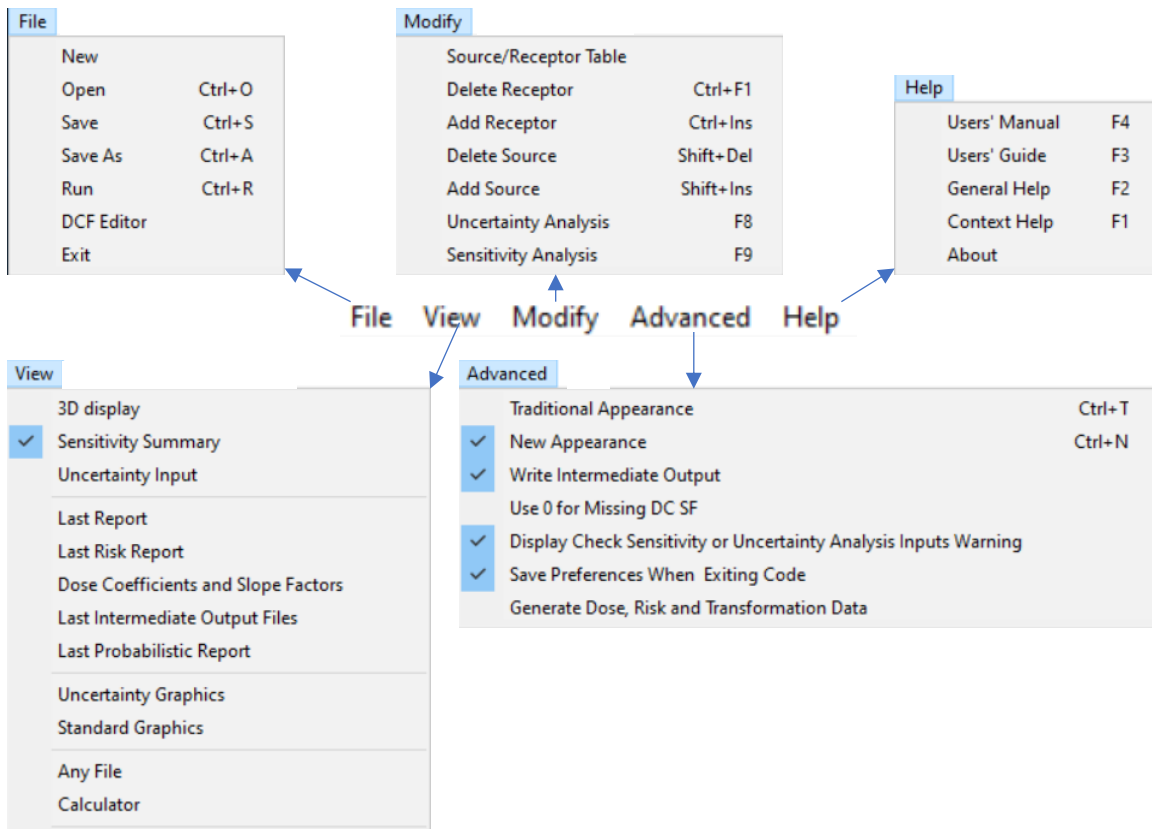 File
New
Open Ctrl+O
Save Ctrl+S
Save As Ctrl+A
Run Ctrl+R
DCF Editor
Exit
Modify
Source/Receptor Table
Delete Receptor Ctrl+F1
Add Receptor Ctrl+Ins
Delete Source Shift+Del
Add Source Shift+Ins
Uncertainty Analysis F8
Sensitivity Analysis F9
Help
Users' Manual F4
Users' Guide F3
General Help F2
Context Help F1
About
File View Modify Advanced Help
View
3D display
Sensitivity Summary
Uncertainty Input
Last Report
Last Risk Report
Dose Coefficients and Slope Factors
Last Intermediate Output Files
Last Probabilistic Report
Uncertainty Graphics
Standard Graphics
Any File
Calculator
Advanced
Traditional Appearance Ctrl+T
New Appearance Ctrl+N
Write Intermediate Output
Use 0 for Missing DC SF
Display Check Sensitivity or Uncertainty Analysis Inputs Warning
Save Preferences When Exiting Code
Generate Dose, Risk and Transformation Data